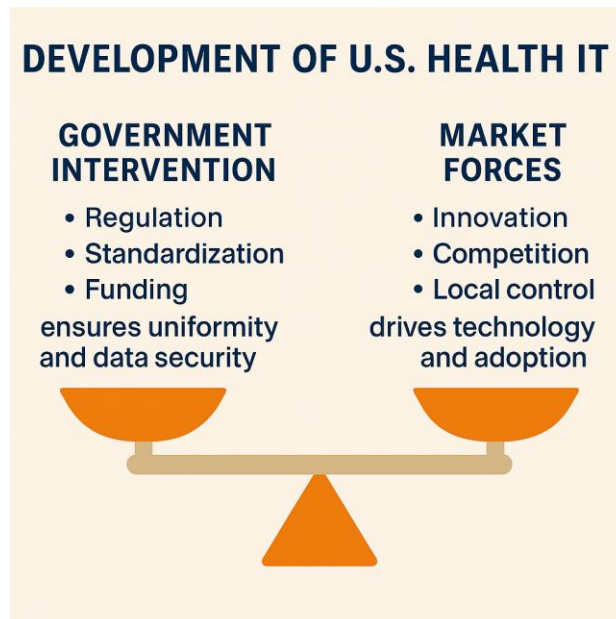 DEVELOPMENT OF U.S. HEALTH IT
GOVERNMENT
INTERVENTION
• Regulation
• Standardization
• Funding
ensures uniformity
and data security
MARKET
FORCES
• Innovation
• Competition
• Local control
drives technology
and adoption